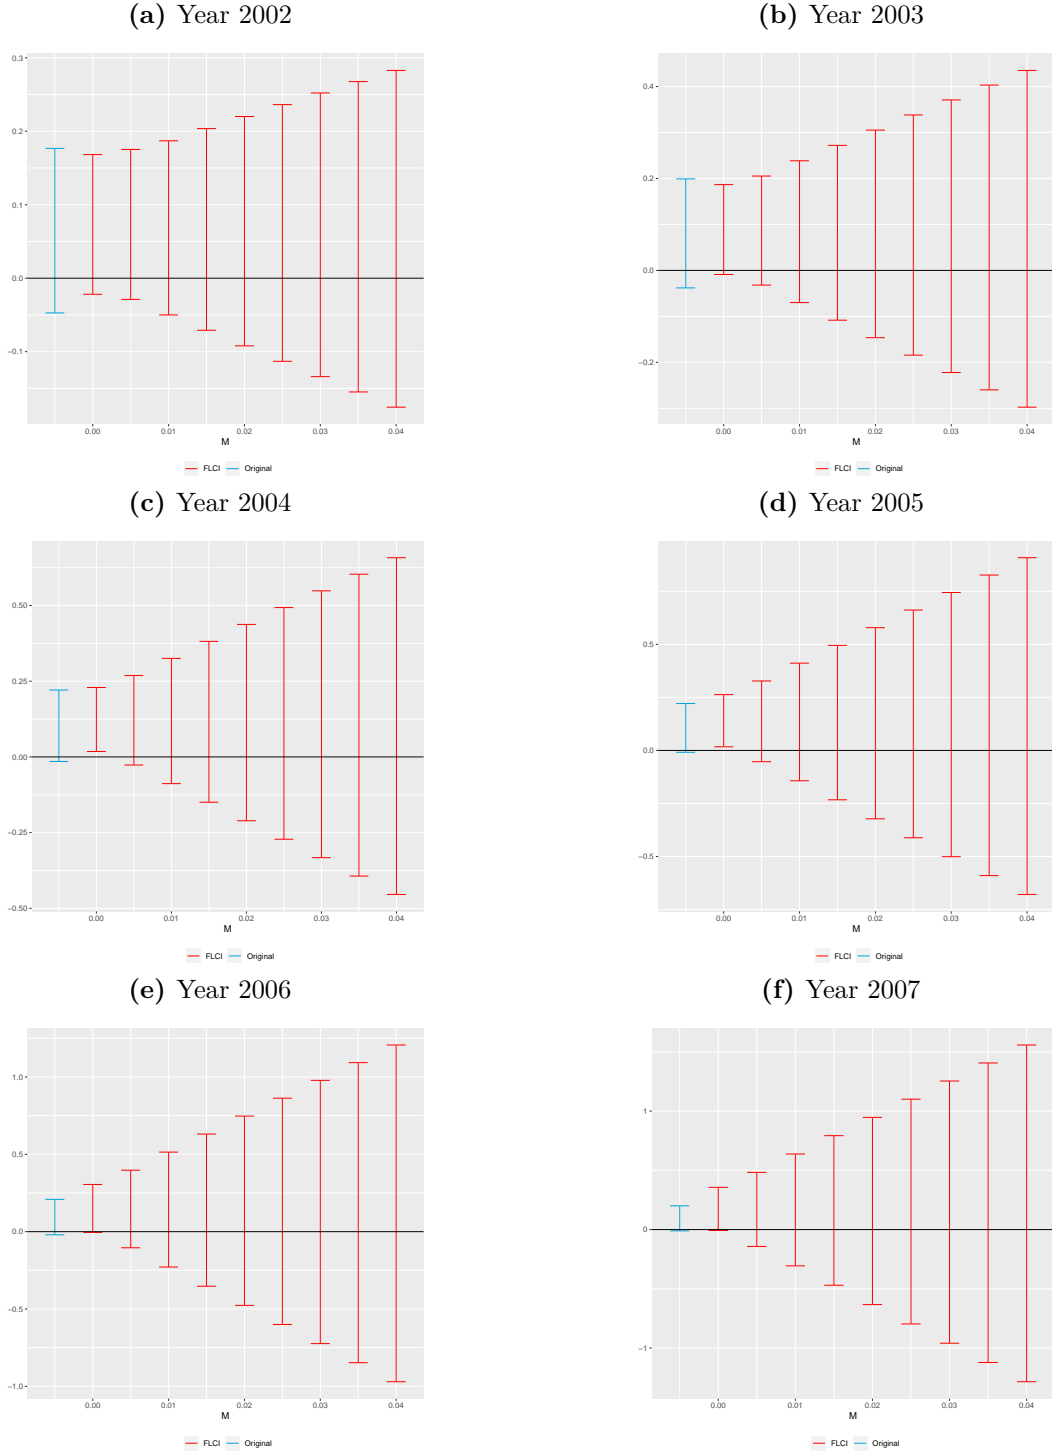 (a) Year 2002
0.3
0.2
0.1
0.0
−0.1
0.00 0.01 0.02 0.03 0.04
M
FLCI Original
(b) Year 2003
0.4
0.2
0.0
−0.2
0.00 0.01 0.02 0.03 0.04
M
FLCI Original
(c) Year 2004
0.50
0.25
0.00
−0.25
−0.50
0.00 0.01 0.02 0.03 0.04
M
FLCI Original
(d) Year 2005
0.5
0.0
−0.5
0.00 0.01 0.02 0.03 0.04
M
FLCI Original
(e) Year 2006
1.0
0.5
0.0
−0.5
−1.0
0.00 0.01 0.02 0.03 0.04
M
FLCI Original
(f) Year 2007
1
0
−1
0.00 0.01 0.02 0.03 0.04
M
FLCI Original